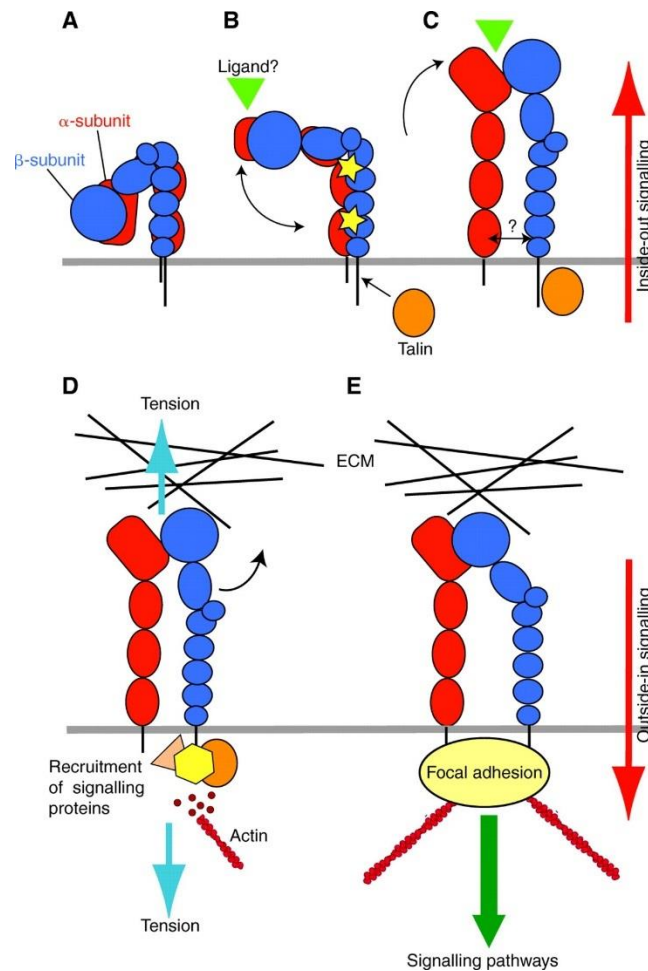 A
B
C
Ligand?
α-subunit
β-subunit
?
Talin
Inside-out signalling
D
E
Tension
ECM
Recruitment
of signalling
proteins
Actin
Tension
Focal adhesion
Signalling pathways
Outside-in signalling